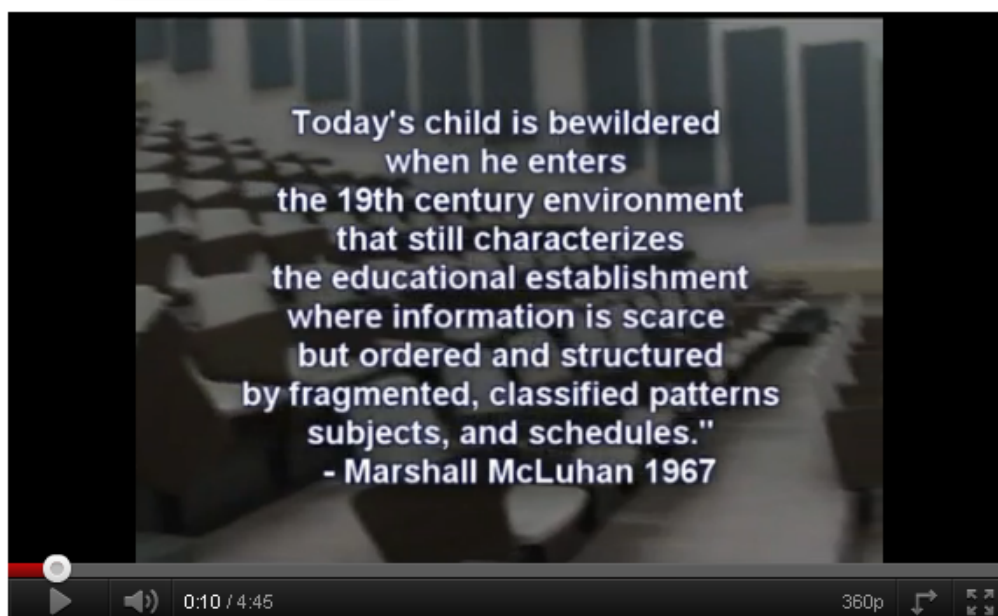 Today's child is bewildered
when he enters
the 19th century environment
that still characterizes
the educational establishment
where information is scarce
but ordered and structured
by fragmented, classified patterns
subjects, and schedules."
- Marshall McLuhan 1967
0:10 / 4:45
360p